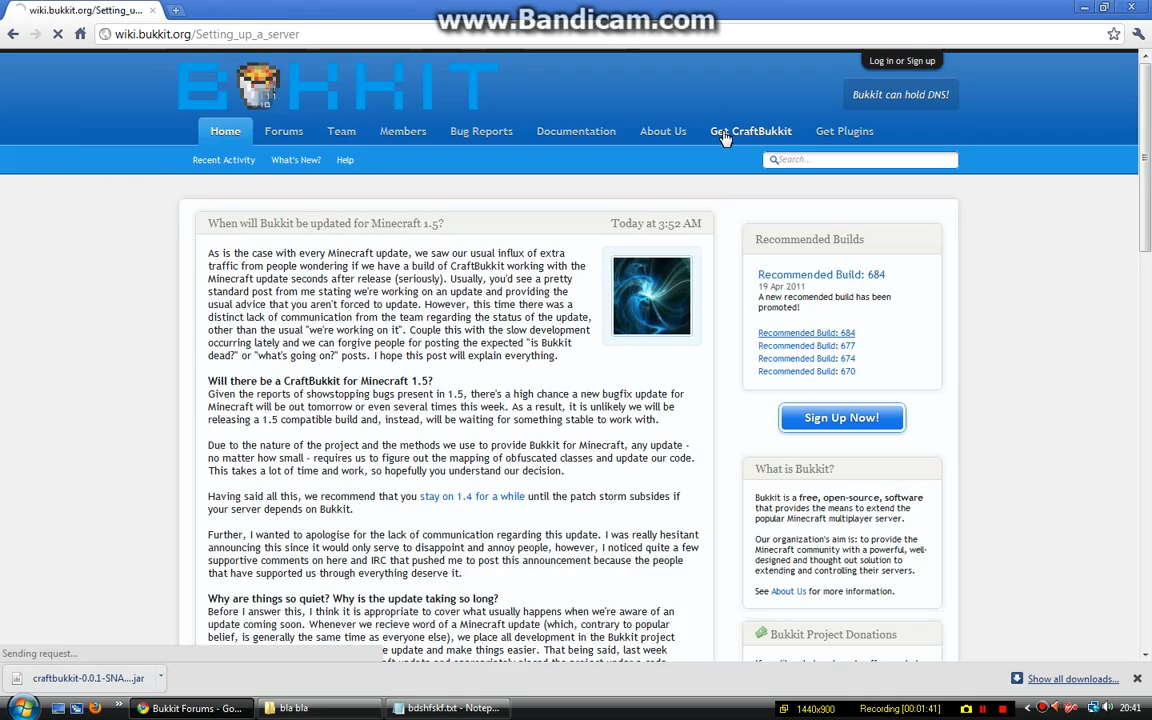 www.Bandicam.com
wiki.bukkit.org/Setting_u...
wiki.bukkit.org/Setting_up_a_server
BUKKIT
Log in or Sign up
Bukkit can hold DNS!
Home Forums Team Members Bug Reports Documentation About Us Get CraftBukkit Get Plugins
Recent Activity What's New? Help
Search...
When will Bukkit be updated for Minecraft 1.5? Today at 3:52 AM
As is the case with every Minecraft update, we saw our usual influx of extra
traffic from people wondering if we have a build of CraftBukkit working with the
Minecraft update seconds after release (seriously). Usually, you'd see a pretty
standard post from me stating we're working on an update and providing the
usual advice that you aren't forced to update. However, this time there was a
distinct lack of communication from the team regarding the status of the update,
other than the usual "we're working on it". Couple this with the slow development
occurring lately and we can forgive people for posting the expected "is Bukkit
dead?" or "what's going on?" posts. I hope this post will explain everything.
Will there be a CraftBukkit for Minecraft 1.5?
Given the reports of showstopping bugs present in 1.5, there's a high chance a new bugfix update for
Minecraft will be out tomorrow or even several times this week. As a result, it is unlikely we will be
releasing a 1.5 compatible build and, instead, will be waiting for something stable to work with.
Due to the nature of the project and the methods we use to provide Bukkit for Minecraft, any update -
no matter how small - requires us to figure out the mapping of obfuscated classes and update our code.
This takes a lot of time and work, so hopefully you understand our decision.
Having said all this, we recommend that you stay on 1.4 for a while until the patch storm subsides if
your server depends on Bukkit.
Further, I wanted to apologise for the lack of communication regarding this update. I was really hesitant
announcing this since it would only serve to disappoint and annoy people, however, I noticed quite a few
supportive comments on here and IRC that pushed me to post this announcement because the people
that have supported us through everything deserve it.
Why are things so quiet? Why is the update taking so long?
Before I answer this, I think it is appropriate to cover what usually happens when we're aware of an
update coming soon. Whenever we recieve word of a Minecraft update (which, contrary to popular
belief, is generally the same time as everyone else), we place all development in the Bukkit project
e update and make things easier. That being said, last week
Recommended Builds
Recommended Build: 684
19 Apr 2011
A new recomended build has been
promoted!
Recommended Build: 684
Recommended Build: 677
Recommended Build: 674
Recommended Build: 670
Sign Up Now!
What is Bukkit?
Bukkit is a free, open-source, software
that provides the means to extend the
popular Minecraft multiplayer server.
Our organization's aim is: to provide the
Minecraft community with a powerful, well-
designed and thought out solution to
extending and controlling their servers.
See About Us for more information.
Bukkit Project Donations
Sending request...
craftbukkit-0.0.1-SNA....jar
Show all downloads...
Bukkit Forums - Go... bla bla bdshfskf.txt - Notep...
1440x900 Recording [00:01:41]
20:41